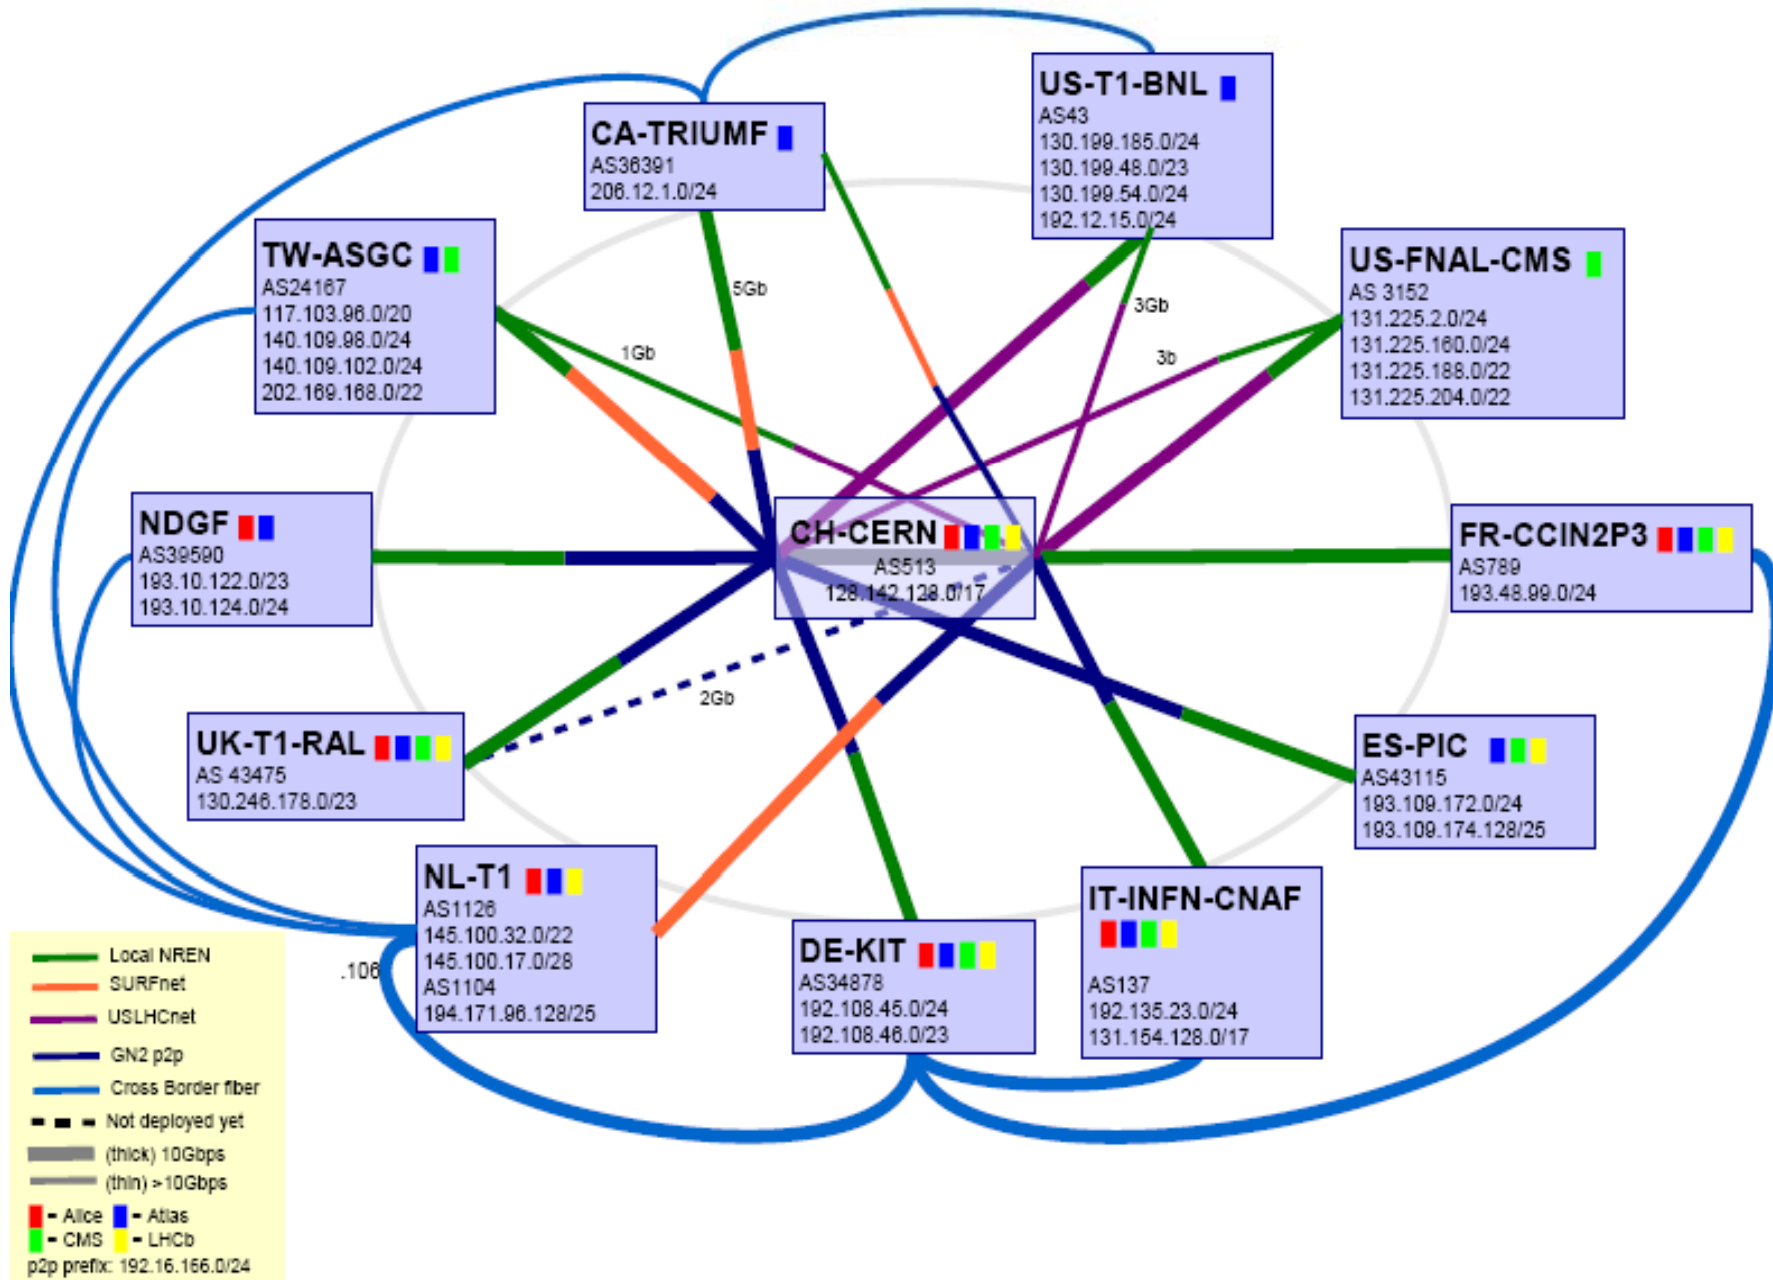 US-T1-BNL
AS43
130.199.185.0/24
130.199.48.0/23
130.199.54.0/24
192.12.15.0/24
CA-TRIUMF
AS36391
206.12.1.0/24
TW-ASGC
AS24167
117.103.96.0/20
140.109.98.0/24
140.109.102.0/24
202.169.168.0/22
US-FNAL-CMS
AS 3152
131.225.2.0/24
131.225.160.0/24
131.225.188.0/22
131.225.204.0/22
5Gb
3Gb
1Gb
3b
NDGF
AS39590
193.10.122.0/23
193.10.124.0/24
CH-CERN
AS513
128.142.128.0/17
FR-CCIN2P3
AS789
193.48.99.0/24
2Gb
UK-T1-RAL
AS 43475
130.246.178.0/23
ES-PIC
AS43115
193.109.172.0/24
193.109.174.128/25
NL-T1
AS1126
145.100.32.0/22
145.100.17.0/28
AS1104
194.171.96.128/25
.106
DE-KIT
AS34878
192.108.45.0/24
192.108.46.0/23
IT-INFN-CNAF
AS137
192.135.23.0/24
131.154.128.0/17
Local NREN
SURFnet
USLHCnet
GN2 p2p
Cross Border fiber
Not deployed yet
(thick) 10Gbps
(thin) >10Gbps
- Alice - Atlas
- CMS - LHCb
p2p prefix: 192.16.166.0/24